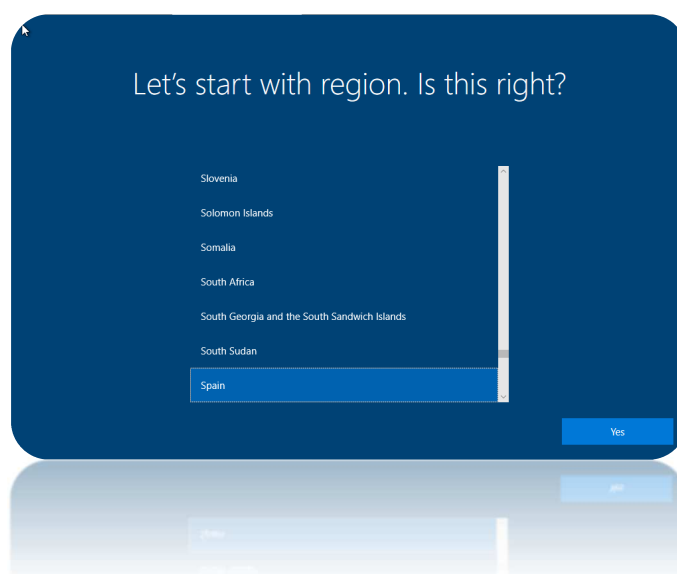 Let's start with region. Is this right?
Slovenia
Solomon Islands
Somalia
South Africa
South Georgia and the South Sandwich Islands
South Sudan
Spain
Yes